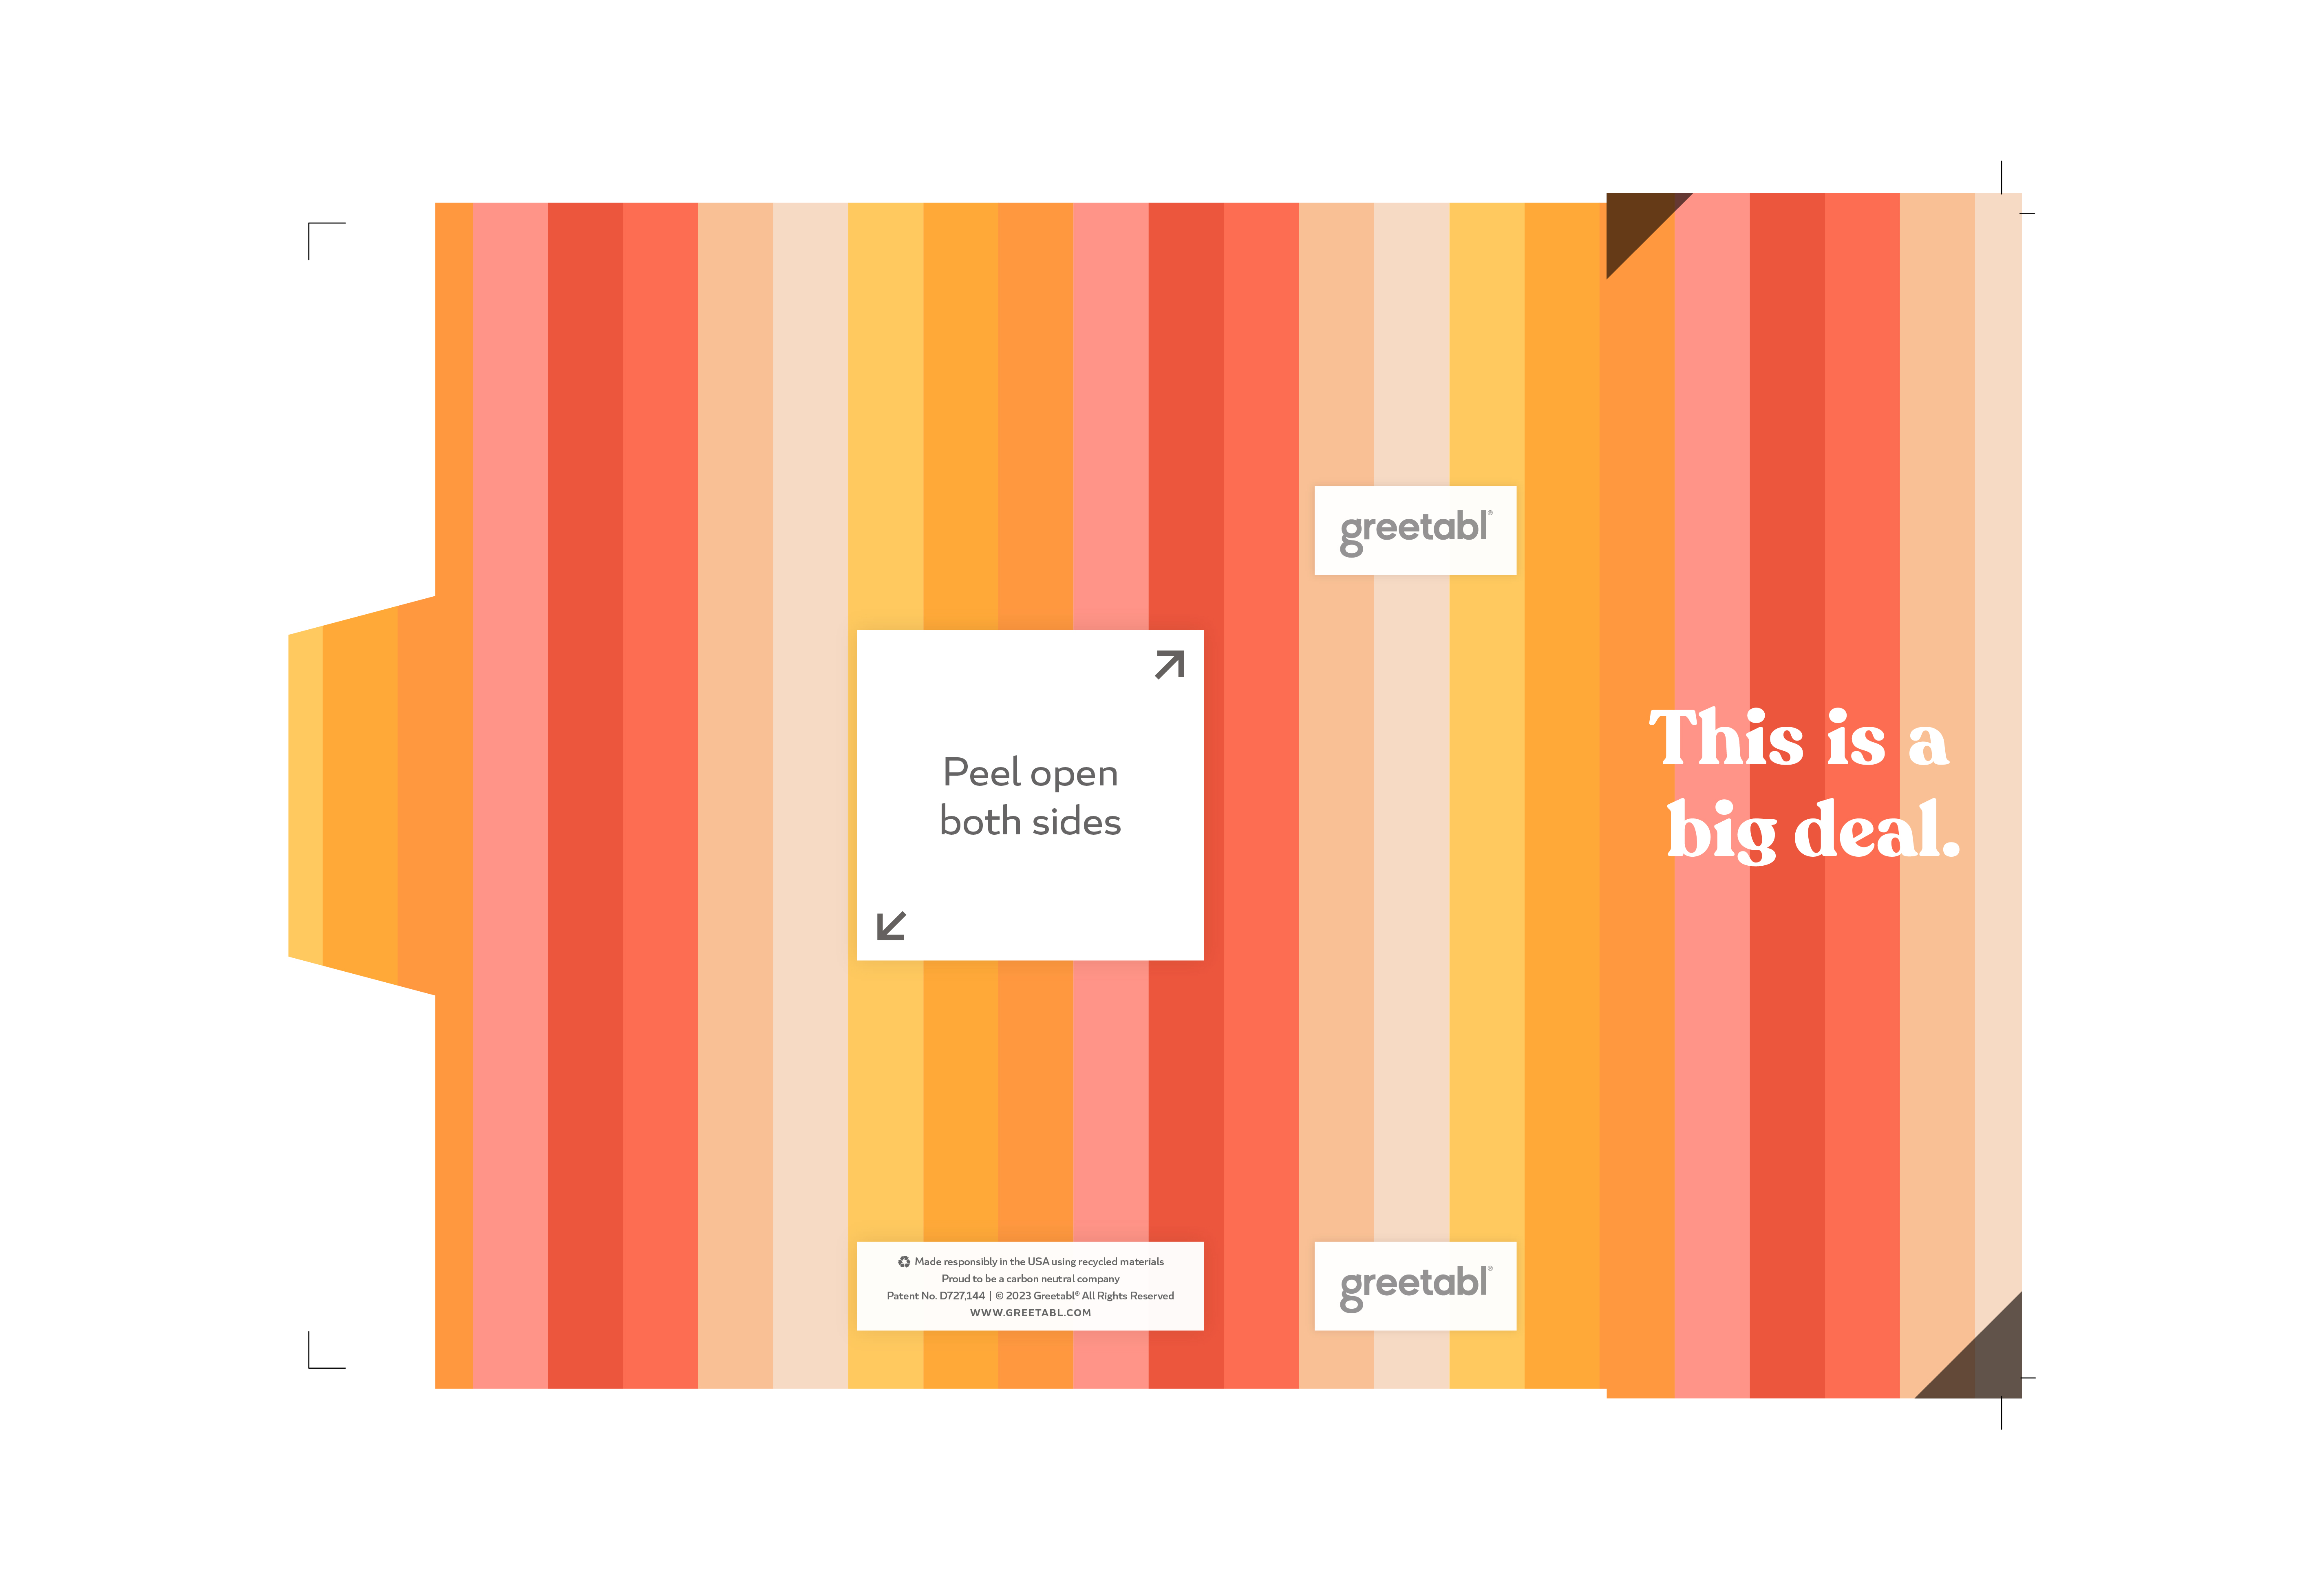 greetabl®
Peel open
both sides
This is a
big deal.
♻ Made responsibly in the USA using recycled materials
Proud to be a carbon neutral company
Patent No. D727,144 | © 2023 Greetabl® All Rights Reserved
WWW.GREETABL.COM
greetabl®